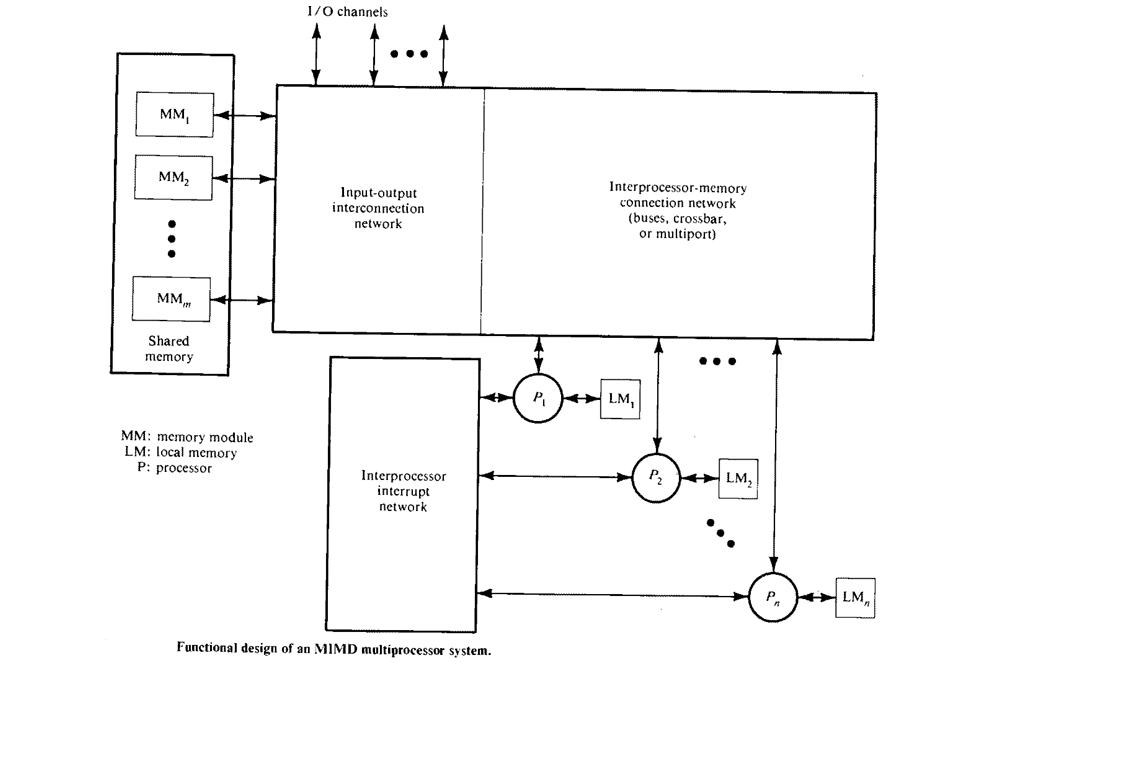 I/O channels
MM1
MM2
MMm
Shared
memory
Input-output
interconnection
network
Interprocessor-memory
connection network
(buses, crossbar,
or multiport)
MM: memory module
LM: local memory
P: processor
Interprocessor
interrupt
network
P1
LM1
P2
LM2
Pn
LMn
Functional design of an MIMD multiprocessor system.